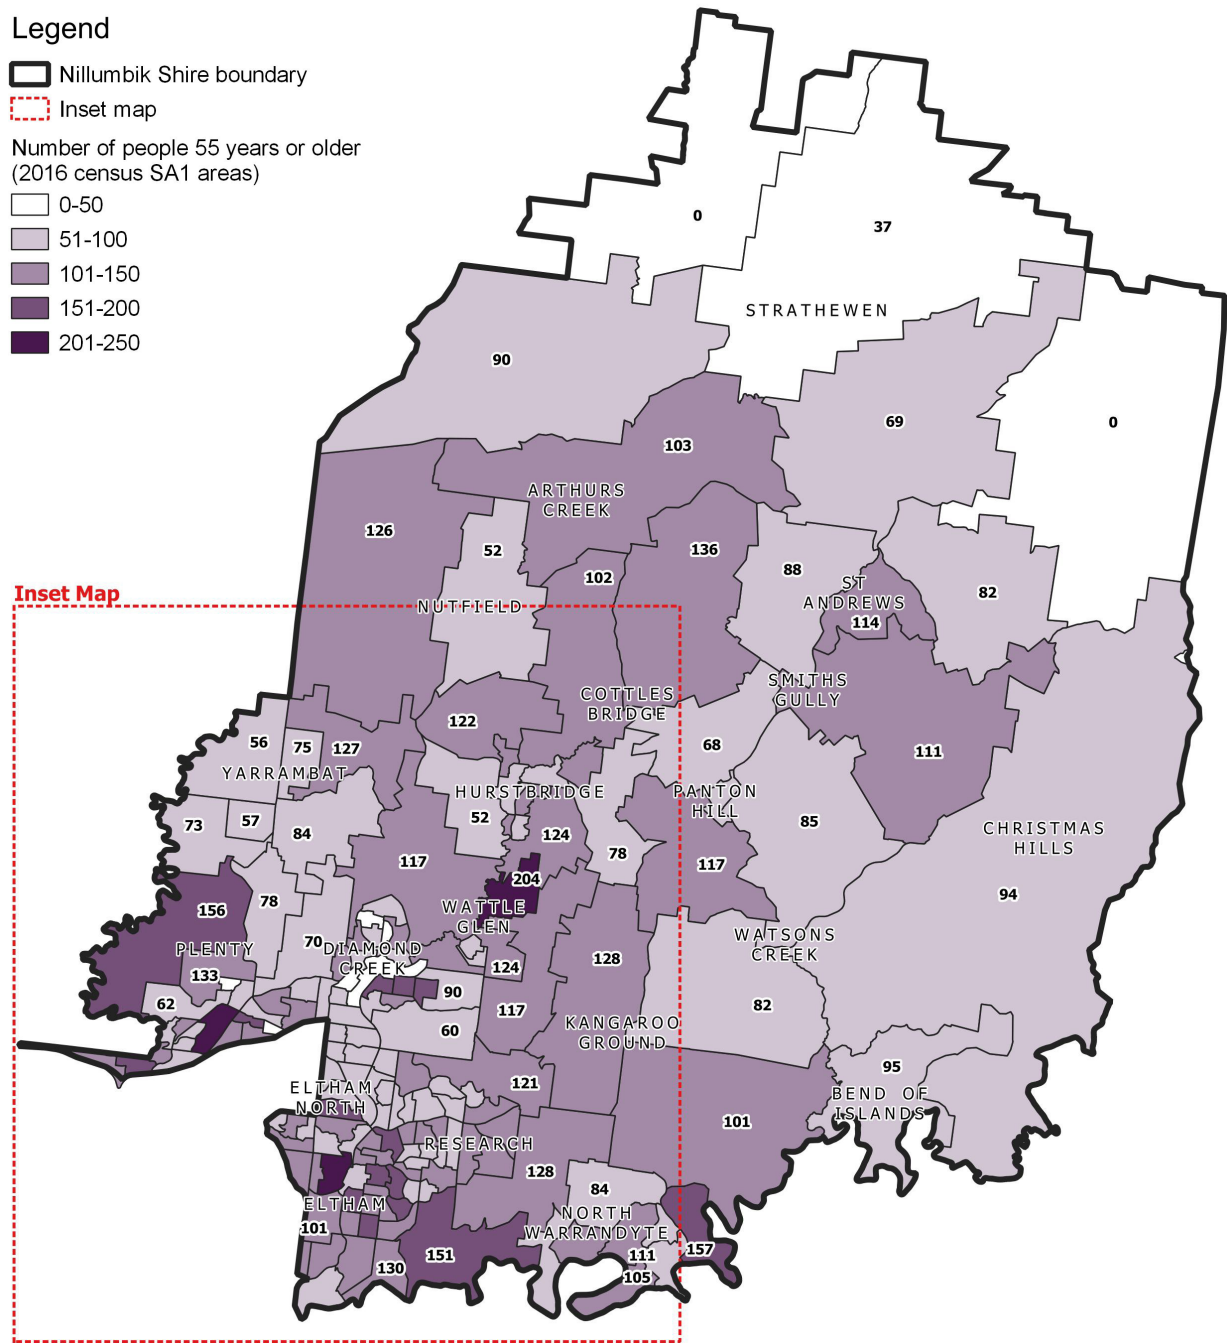 Legend
Nillumbik Shire boundary
Inset map
Number of people 55 years or older
(2016 census SA1 areas)
0-50
51-100
101-150
151-200
201-250
0
37
STRATHEWEN
90
69
0
103
ARTHURS
CREEK
126
52
136
102
88
ST
ANDREWS
114
82
Inset Map
NUTFIELD
SMITHS
GULLY
COTTLES
BRIDGE
122
56
75
127
68
111
YARRAMBAT
HURSTBRIDGE
PANTON
HILL
73
57
84
52
124
85
CHRISTMAS
HILLS
78
117
117
204
94
156
78
WATTLE
GLEN
70
DIAMOND
CREEK
PLENTY
133
WATSONS
CREEK
128
124
62
90
82
117
60
KANGAROO
GROUND
95
121
ELTHAM
NORTH
BEND OF
ISLANDS
101
RESEARCH
128
84
ELTHAM
NORTH
WARRANDYTE
101
151
111
157
130
105